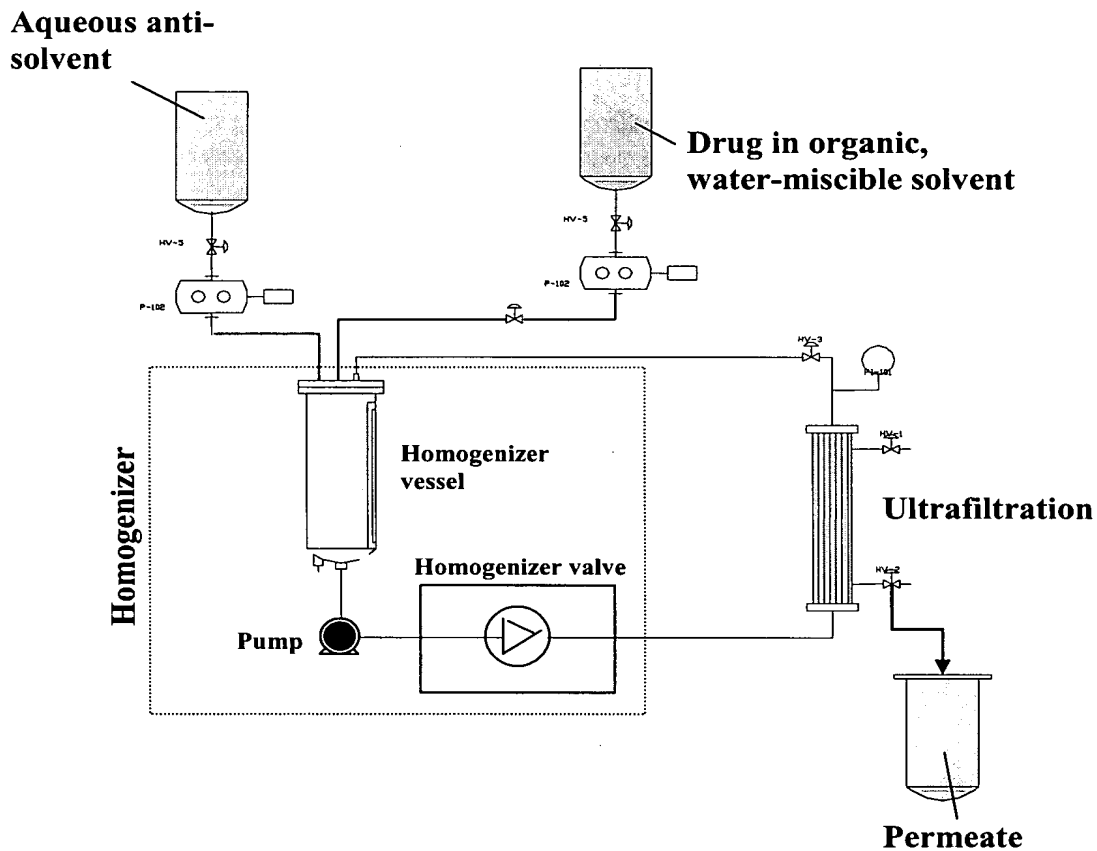 Aqueous anti-
solvent
Drug in organic,
water-miscible solvent
HV-5
HV-5
P-102
P-102
HV-3
PI-101
HV-1
Homogenizer
vessel
Homogenizer
Ultrafiltration
Homogenizer valve
HV-2
Pump
Permeate